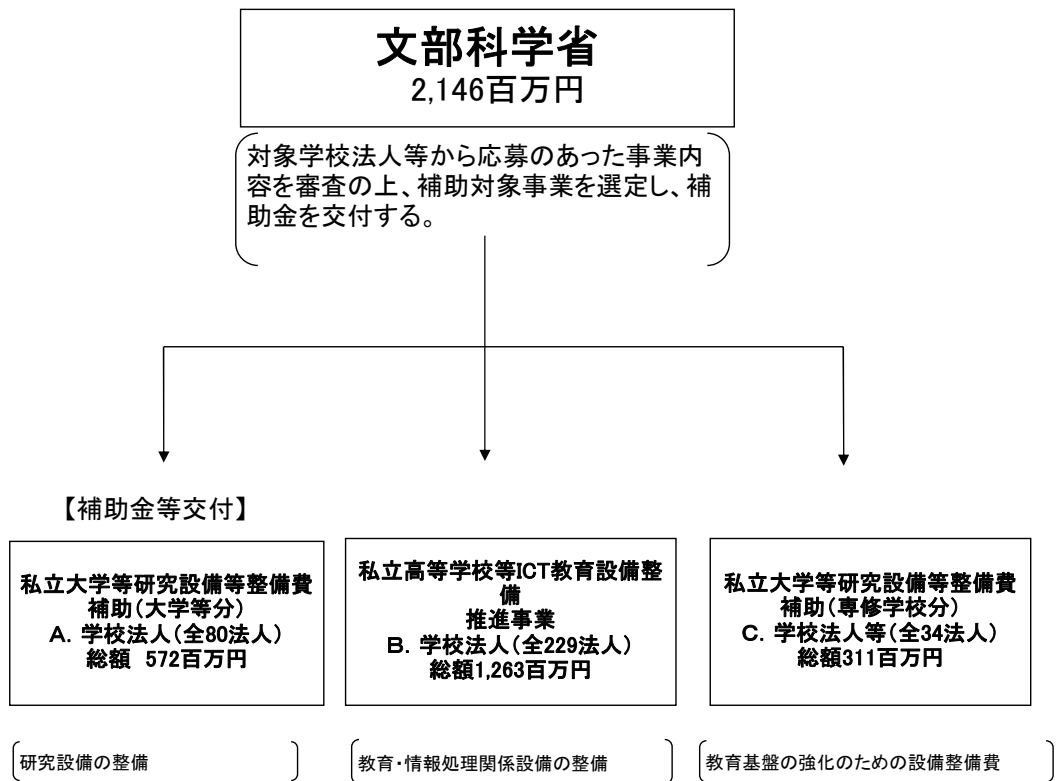 文部科学省
2,146百万円
対象学校法人等から応募のあった事業内
容を審査の上、補助対象事業を選定し、補
助金を交付する。
【補助金等交付】
私立大学等研究設備等整備費
補助（大学等分）
A. 学校法人（全80法人）
総額 572百万円
私立高等学校等ICT教育設備整
備
推進事業
B. 学校法人（全229法人）
総額1,263百万円
私立大学等研究設備等整備費
補助（専修学校分）
C. 学校法人等（全34法人）
総額311百万円
研究設備の整備
教育・情報処理関係設備の整備
教育基盤の強化のための設備整備費